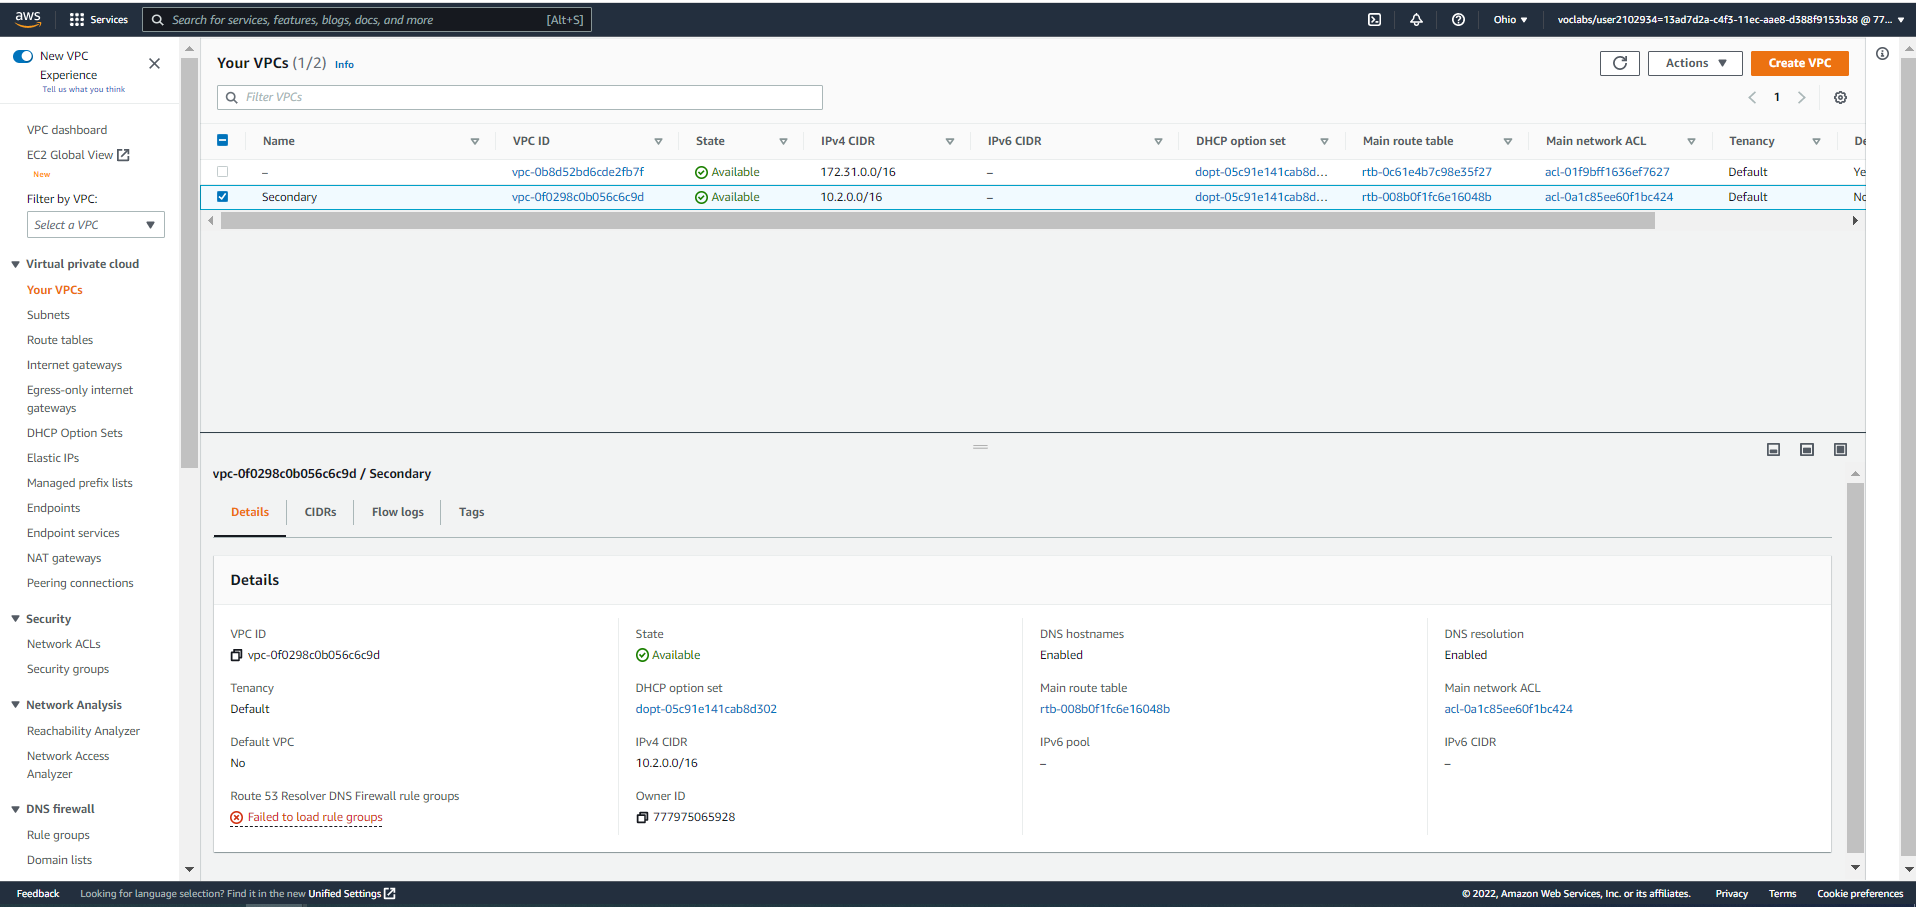 aws Services Search for services, features, blogs, docs, and more [Alt+S] Ohio ▼ voclabs/user2102934=13ad7d2a-c4f3-11ec-aae8-d388f9153b38 @ 77... ▼
New VPC
Experience
Tell us what you think
VPC dashboard
EC2 Global View
New
Filter by VPC:
Select a VPC
Virtual private cloud
Your VPCs
Subnets
Route tables
Internet gateways
Egress-only internet
gateways
DHCP Option Sets
Elastic IPs
Managed prefix lists
Endpoints
Endpoint services
NAT gateways
Peering connections
Security
Network ACLs
Security groups
Network Analysis
Reachability Analyzer
Network Access
Analyzer
DNS firewall
Rule groups
Domain lists
Your VPCs (1/2) Info
Actions Create VPC
Filter VPCs
1
Name VPC ID State IPv4 CIDR IPv6 CIDR DHCP option set Main route table Main network ACL Tenancy De
– vpc-0b8d52bd6cde2fb7f Available 172.31.0.0/16 – dopt-05c91e141cab8d... rtb-0c61e4b7c98e35f27 acl-01f9bff1636ef7627 Default Ye
Secondary vpc-0f0298c0b056c6c9d Available 10.2.0.0/16 – dopt-05c91e141cab8d... rtb-008b0f1fc6e16048b acl-0a1c85ee60f1bc424 Default No
vpc-0f0298c0b056c6c9d / Secondary
Details CIDRs Flow logs Tags
Details
VPC ID
vpc-0f0298c0b056c6c9d
State
Available
DNS hostnames
Enabled
DNS resolution
Enabled
Tenancy
Default
DHCP option set
dopt-05c91e141cab8d302
Main route table
rtb-008b0f1fc6e16048b
Main network ACL
acl-0a1c85ee60f1bc424
Default VPC
No
IPv4 CIDR
10.2.0.0/16
IPv6 pool
–
IPv6 CIDR
–
Route 53 Resolver DNS Firewall rule groups
Failed to load rule groups
Owner ID
777975065928
Feedback Looking for language selection? Find it in the new Unified Settings © 2022, Amazon Web Services, Inc. or its affiliates. Privacy Terms Cookie preferences